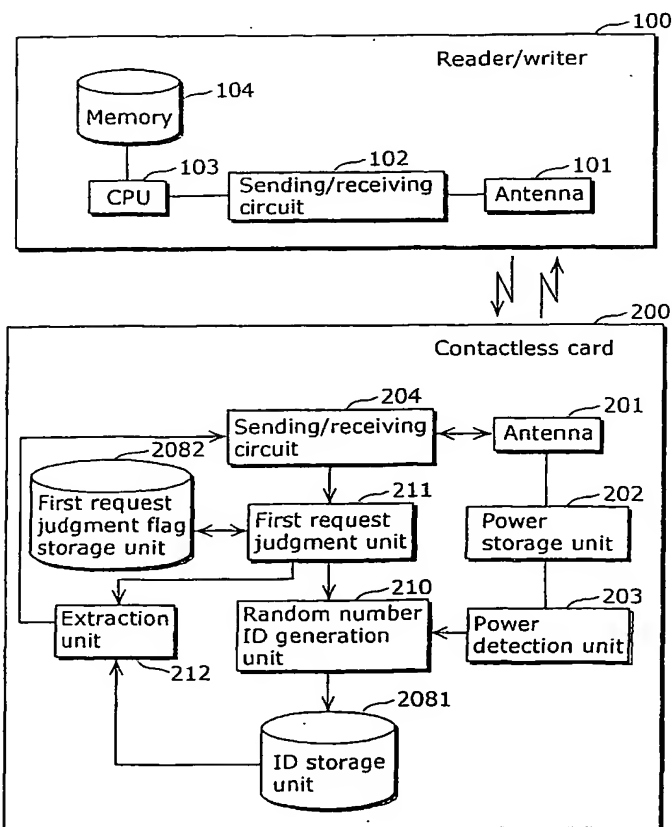 100
Reader/writer
104
Memory
103
102
101
CPU
Sending/receiving
circuit
Antenna
200
Contactless card
204
201
Sending/receiving
circuit
Antenna
2082
211
202
First request
judgment flag
storage unit
First request
judgment unit
Power
storage unit
210
203
Extraction
unit
Random number
ID generation
unit
Power
detection unit
212
2081
ID storage
unit